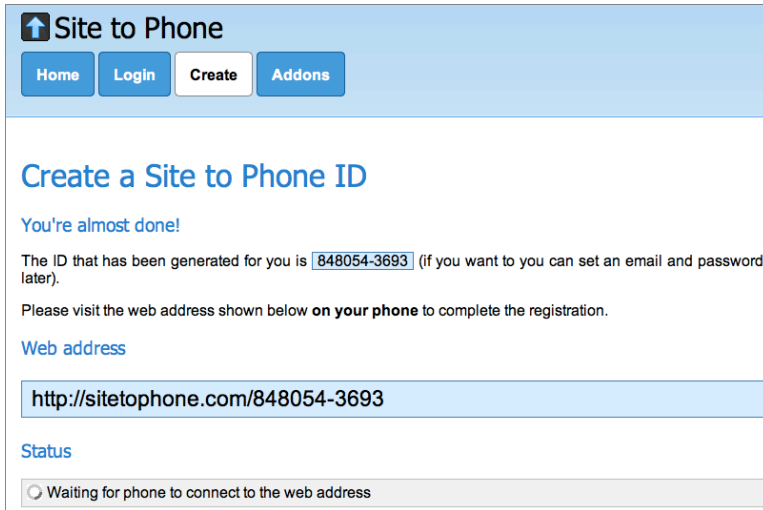 Site to Phone
Home Login Create Addons
Create a Site to Phone ID
You're almost done!
The ID that has been generated for you is 848054-3693 (if you want to you can set an email and password
later).
Please visit the web address shown below on your phone to complete the registration.
Web address
http://sitetophone.com/848054-3693
Status
Waiting for phone to connect to the web address